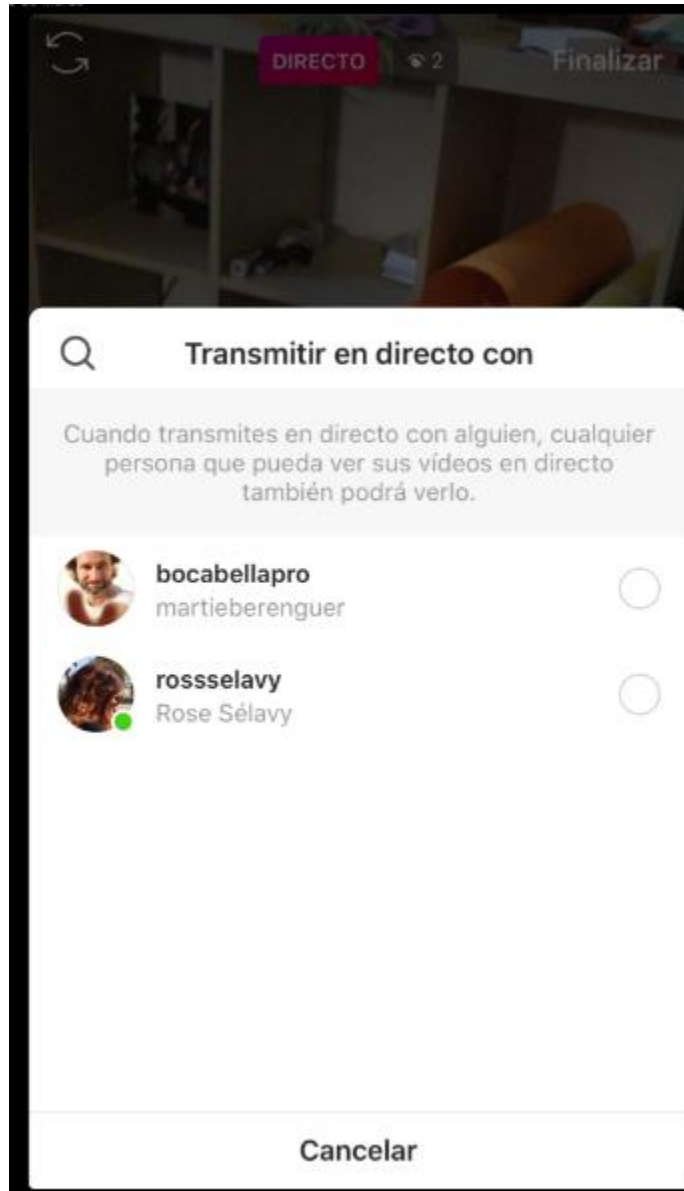 DIRECTO 2 Finalizar
Transmitir en directo con
Cuando transmites en directo con alguien, cualquier
persona que pueda ver sus vídeos en directo
también podrá verlo.
bocabellapro
martieberenguer
rossselavy
Rose Sélavy
Cancelar